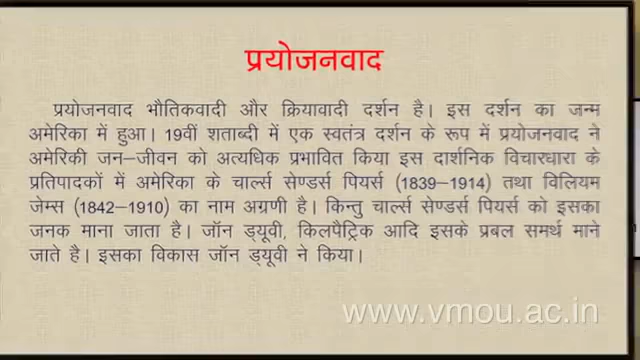 प्रयोजनवाद
प्रयोजनवाद भौतिकवादी और क्रियावादी दर्शन है। इस दर्शन का जन्म
अमेरिका में हुआ। 19वीं शताब्दी में एक स्वतंत्र दर्शन के रूप में प्रयोजनवाद ने
अमेरिकी जन–जीवन को अत्यधिक प्रभावित किया इस दार्शनिक विचारधारा के
प्रतिपादकों में अमेरिका के चार्ल्स सेण्डर्स पियर्स (1839–1914) तथा विलियम
जेम्स (1842–1910) का नाम अग्रणी है। किन्तु चार्ल्स सेण्डर्स पियर्स को इसका
जनक माना जाता है। जॉन ड्यूवी, किलपैट्रिक आदि इसके प्रबल समर्थ माने
जाते है। इसका विकास जॉन ड्यूवी ने किया।
www.vmou.ac.in